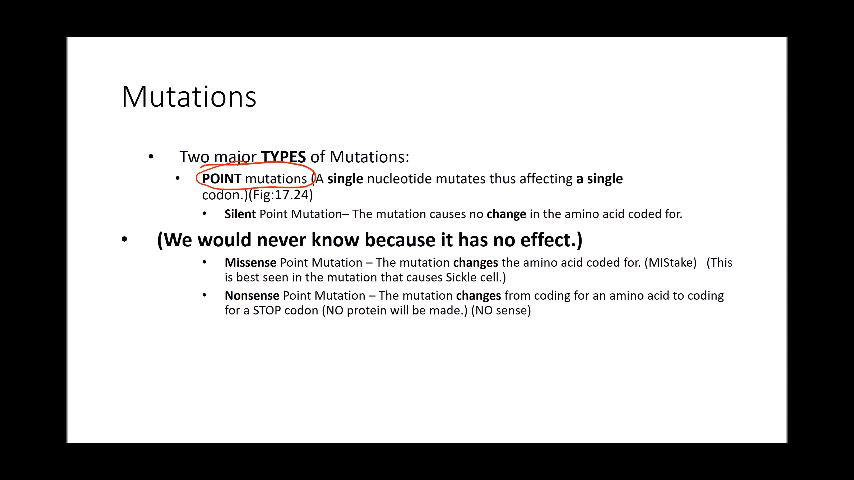 Mutations
• Two major TYPES of Mutations:
• POINT mutations (A single nucleotide mutates thus affecting a single
codon.)(Fig:17.24)
• Silent Point Mutation– The mutation causes no change in the amino acid coded for.
• (We would never know because it has no effect.)
• Missense Point Mutation – The mutation changes the amino acid coded for. (MIStake) (This
is best seen in the mutation that causes Sickle cell.)
• Nonsense Point Mutation – The mutation changes from coding for an amino acid to coding
for a STOP codon (NO protein will be made.) (NO sense)